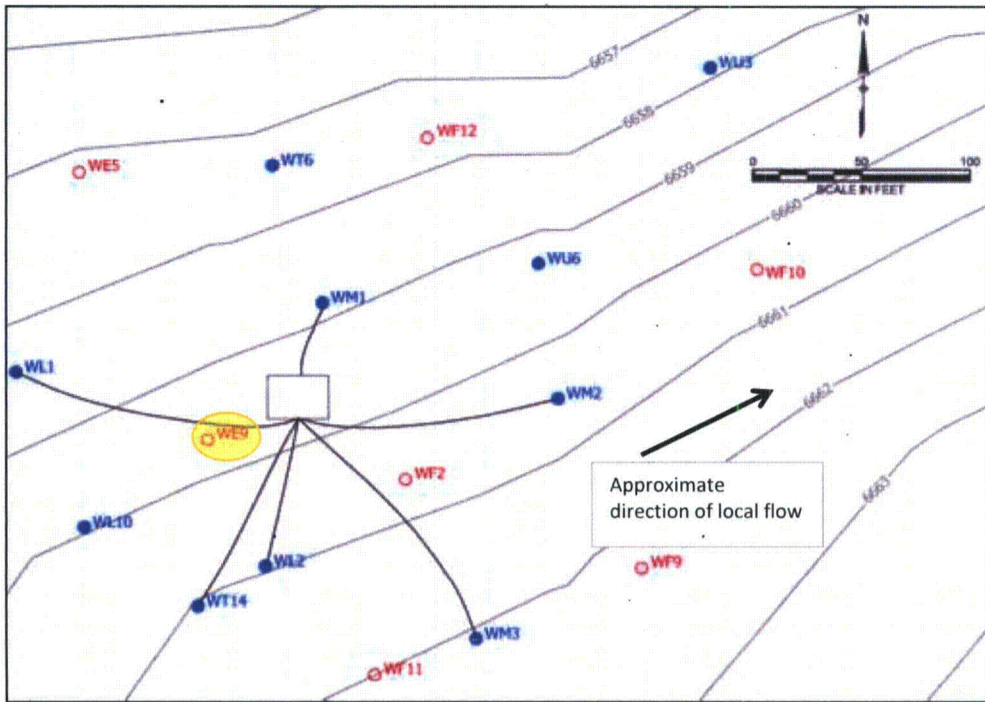 6657
WU3
N
WF12
6658
WE5
WT6
0 50 100
SCALE IN FEET
6659
6660
WU6
WF10
WM1
6661
WL1
6662
WM2
WE9
WF2
Approximate
direction of local flow
6663
WL10
WL2
WF9
WT14
WM3
WF11